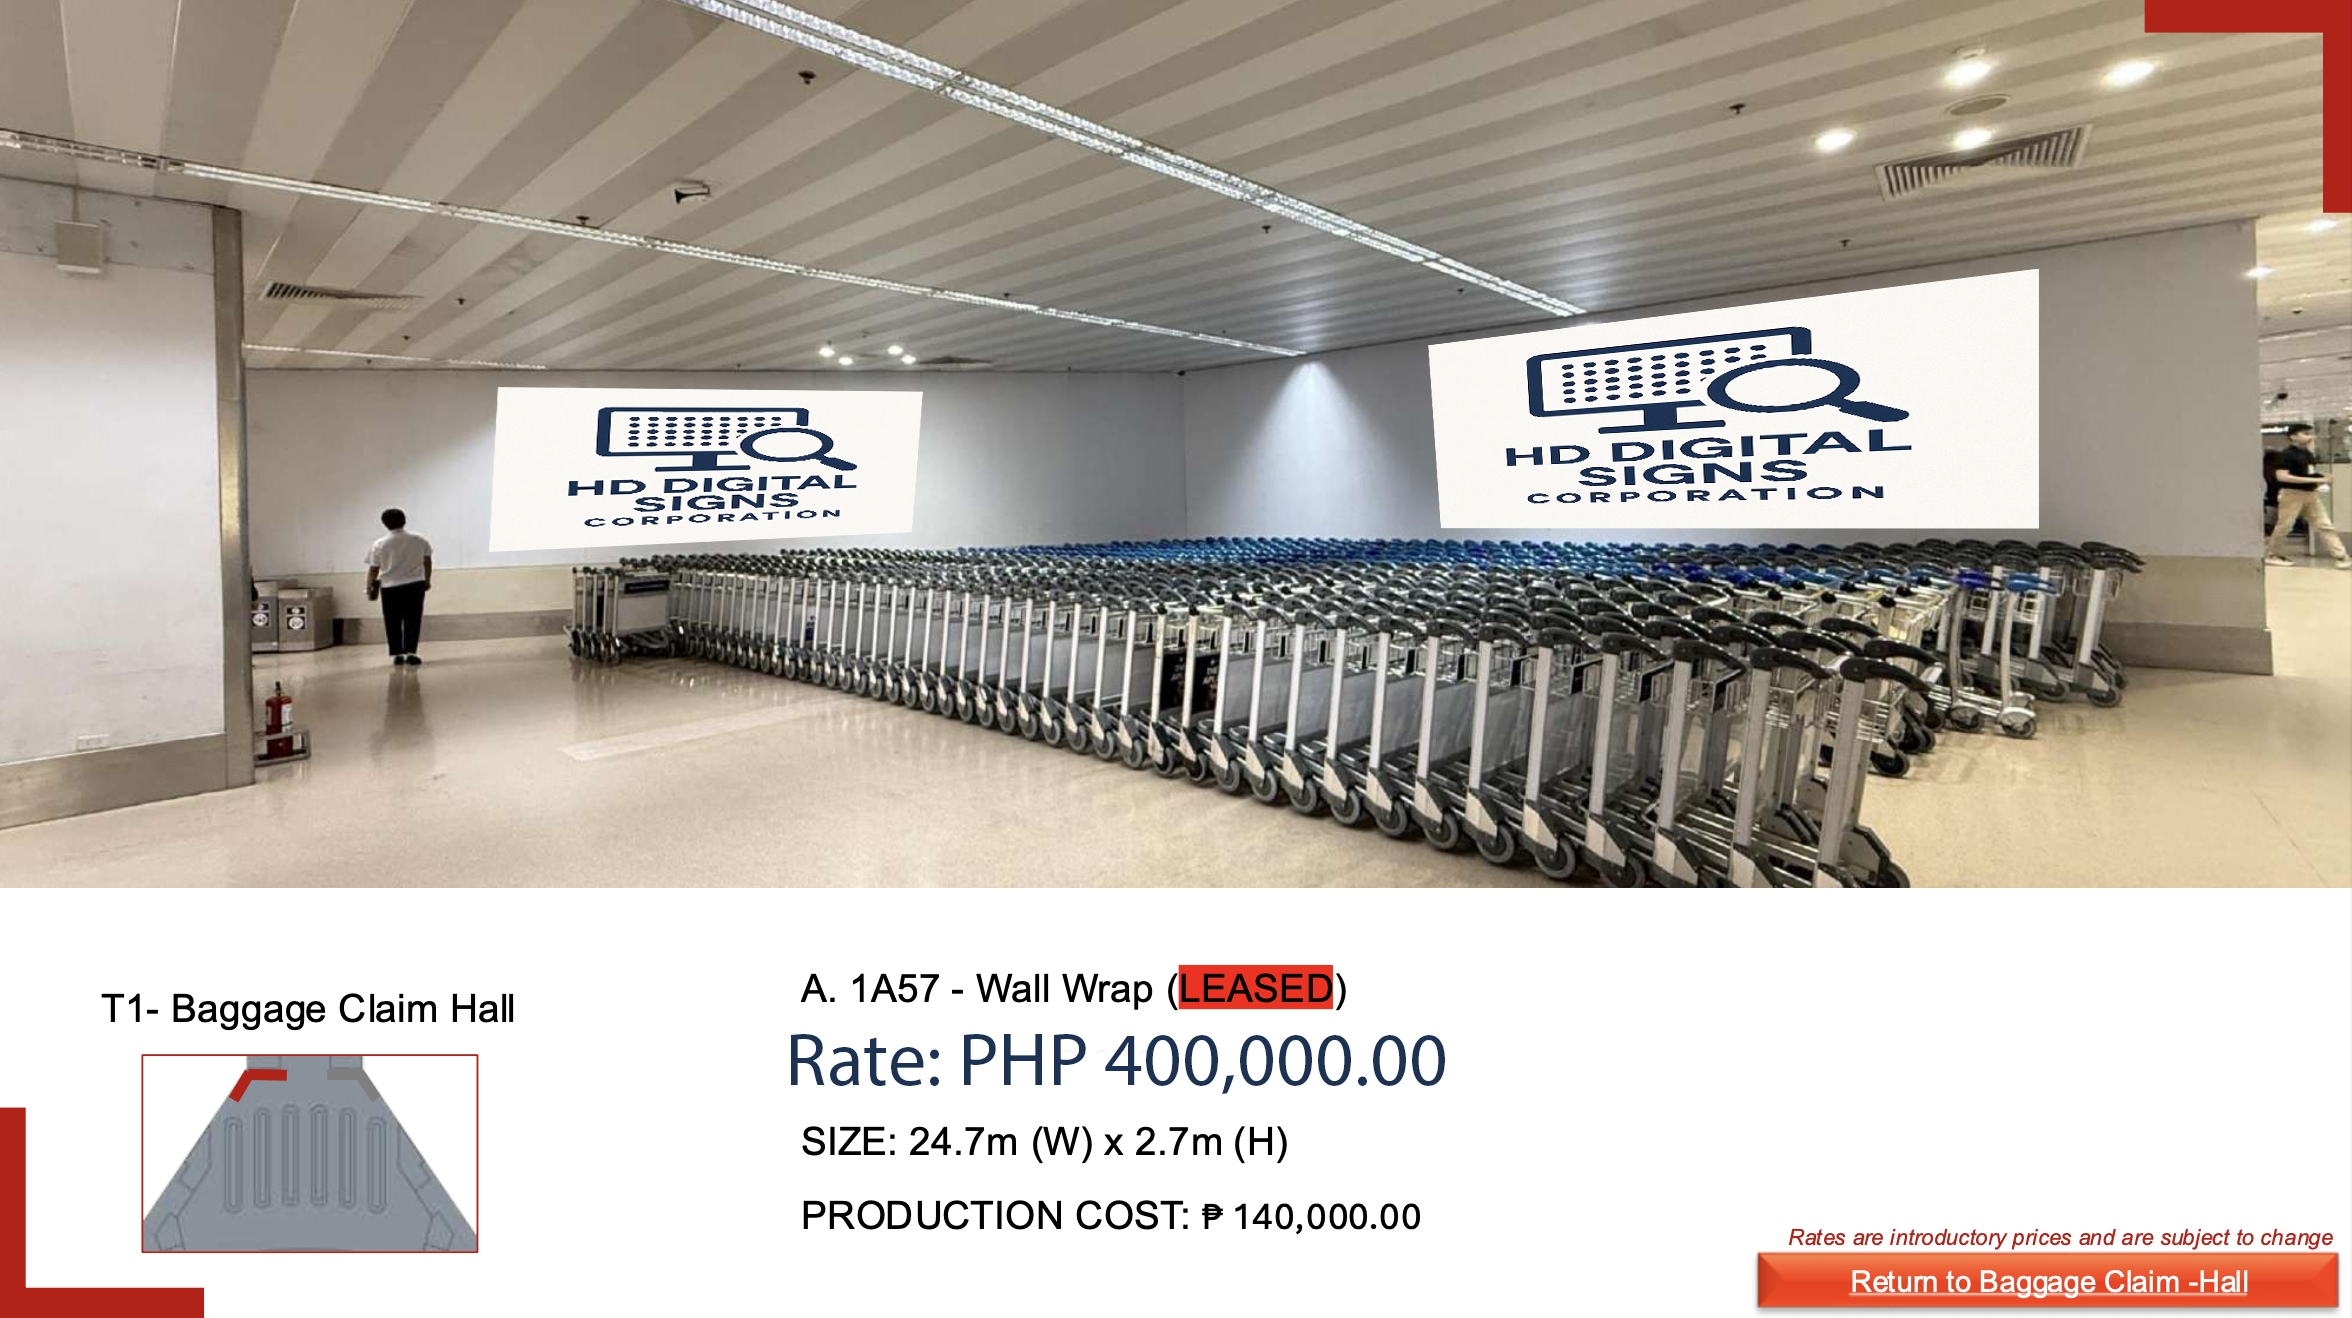 HD DIGITAL
SIGNS
CORPORATION
HD DIGITAL
SIGNS
CORPORATION
T1- Baggage Claim Hall
A. 1A57 - Wall Wrap (LEASED)
Rate: PHP 400,000.00
SIZE: 24.7m (W) x 2.7m (H)
PRODUCTION COST: ₱ 140,000.00
Rates are introductory prices and are subject to change
Return to Baggage Claim -Hall